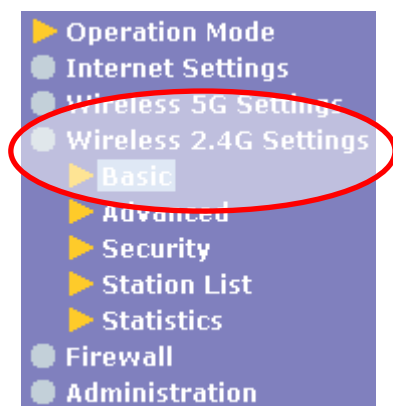 Operation Mode
Internet Settings
Wireless 5G Settings
Wireless 2.4G Settings
Basic
Advanced
Security
Station List
Statistics
Firewall
Administration